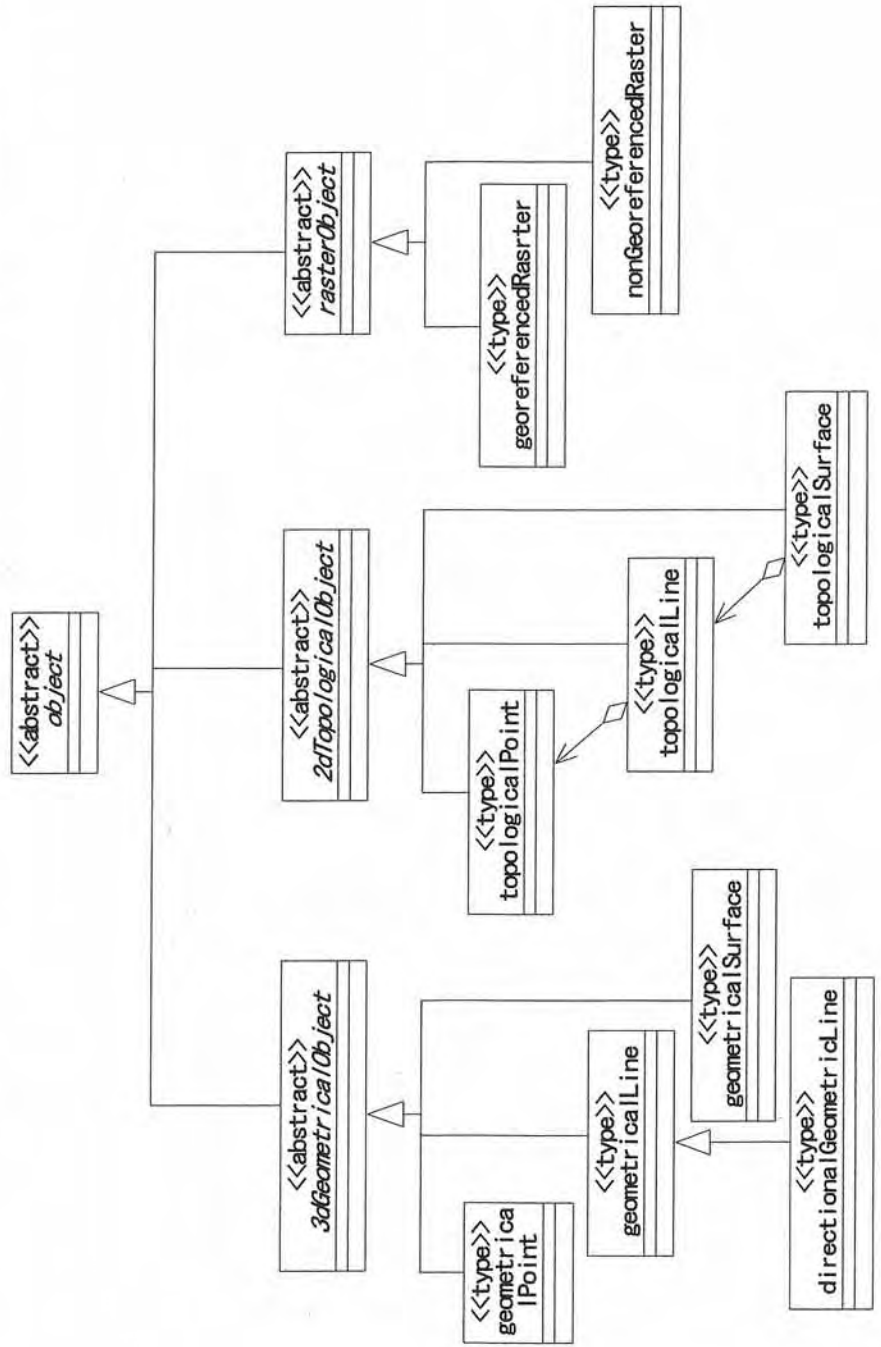 <<abstract>>
object
<<abstract>>
3dGeometricalObject
<<abstract>>
2dTopologicalObject
<<abstract>>
rasterObject
<<type>>
geometrica
lPoint
<<type>>
geometricalLine
<<type>>
geometricalSurface
<<type>>
directionalGeometricLine
<<type>>
topologicalPoint
<<type>>
topologicalLine
<<type>>
topologicalSurface
<<type>>
georeferencedRasrter
<<type>>
nonGeoreferencedRaster